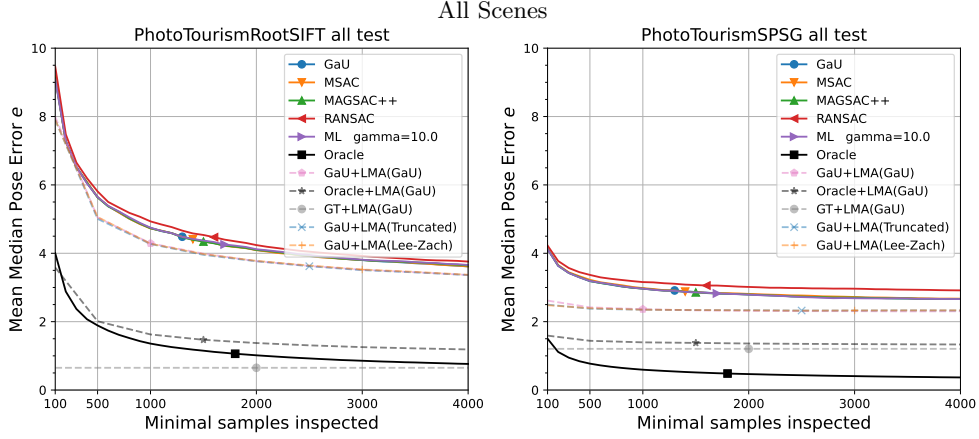 All Scenes
PhotoTourismRootSIFT all test
10
8
6
4
2
0
Mean Median Pose Error e
GaU
MSAC
MAGSAC++
RANSAC
ML gamma=10.0
Oracle
GaU+LMA(GaU)
Oracle+LMA(GaU)
GT+LMA(GaU)
GaU+LMA(Truncated)
GaU+LMA(Lee-Zach)
100 500 1000 2000 3000 4000
Minimal samples inspected
PhotoTourismSPSG all test
10
8
6
4
2
0
Mean Median Pose Error e
GaU
MSAC
MAGSAC++
RANSAC
ML gamma=10.0
Oracle
GaU+LMA(GaU)
Oracle+LMA(GaU)
GT+LMA(GaU)
GaU+LMA(Truncated)
GaU+LMA(Lee-Zach)
100 500 1000 2000 3000 4000
Minimal samples inspected